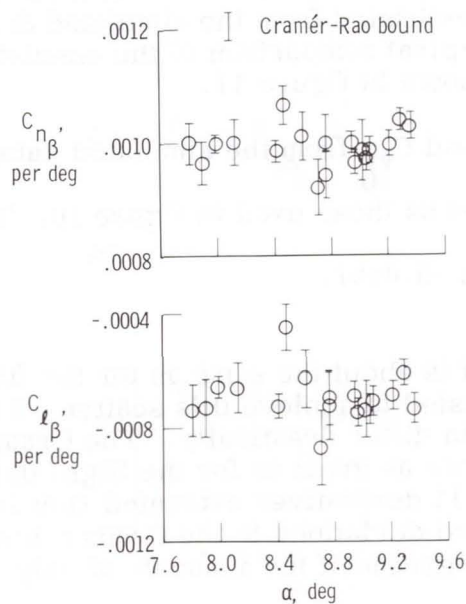 .0012
Cramér-Rao bound
C_nβ,
per deg
.0010
.0008
-.0004
C_ℓβ,
per deg
-.0008
-.0012
7.6 8.0 8.4 8.8 9.2 9.6
α, deg